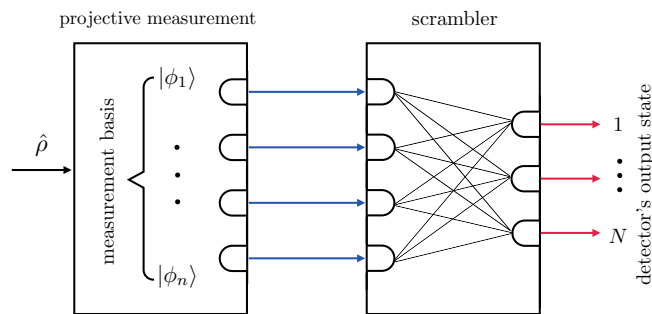 projective measurement
scrambler
ρ̂
measurement basis
|ϕ₁⟩
|ϕₙ⟩
1
N
detector's output state